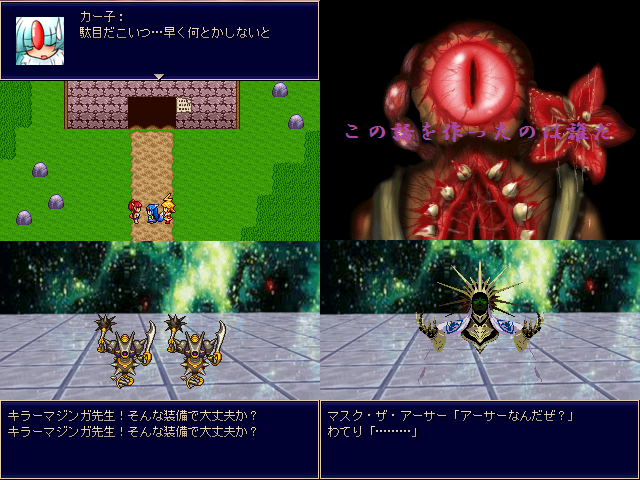 カー子：
駄目だこいつ…早く何とかしないと
この話を作ったのは誰だ
キラーマジンガ先生！そんな装備で大丈夫か？
キラーマジンガ先生！そんな装備で大丈夫か？
マスク・ザ・アーサー「アーサーなんだぜ？」
わてり「………」